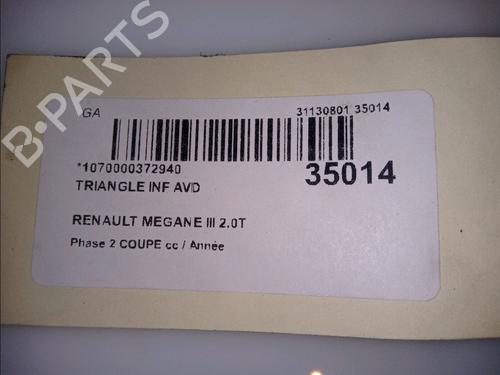 GA
31130801 35014
*1070000372940
35014
TRIANGLE INF AVD
RENAULT MEGANE III 2.0T
Phase 2 COUPE cc / Année
B-PARTS